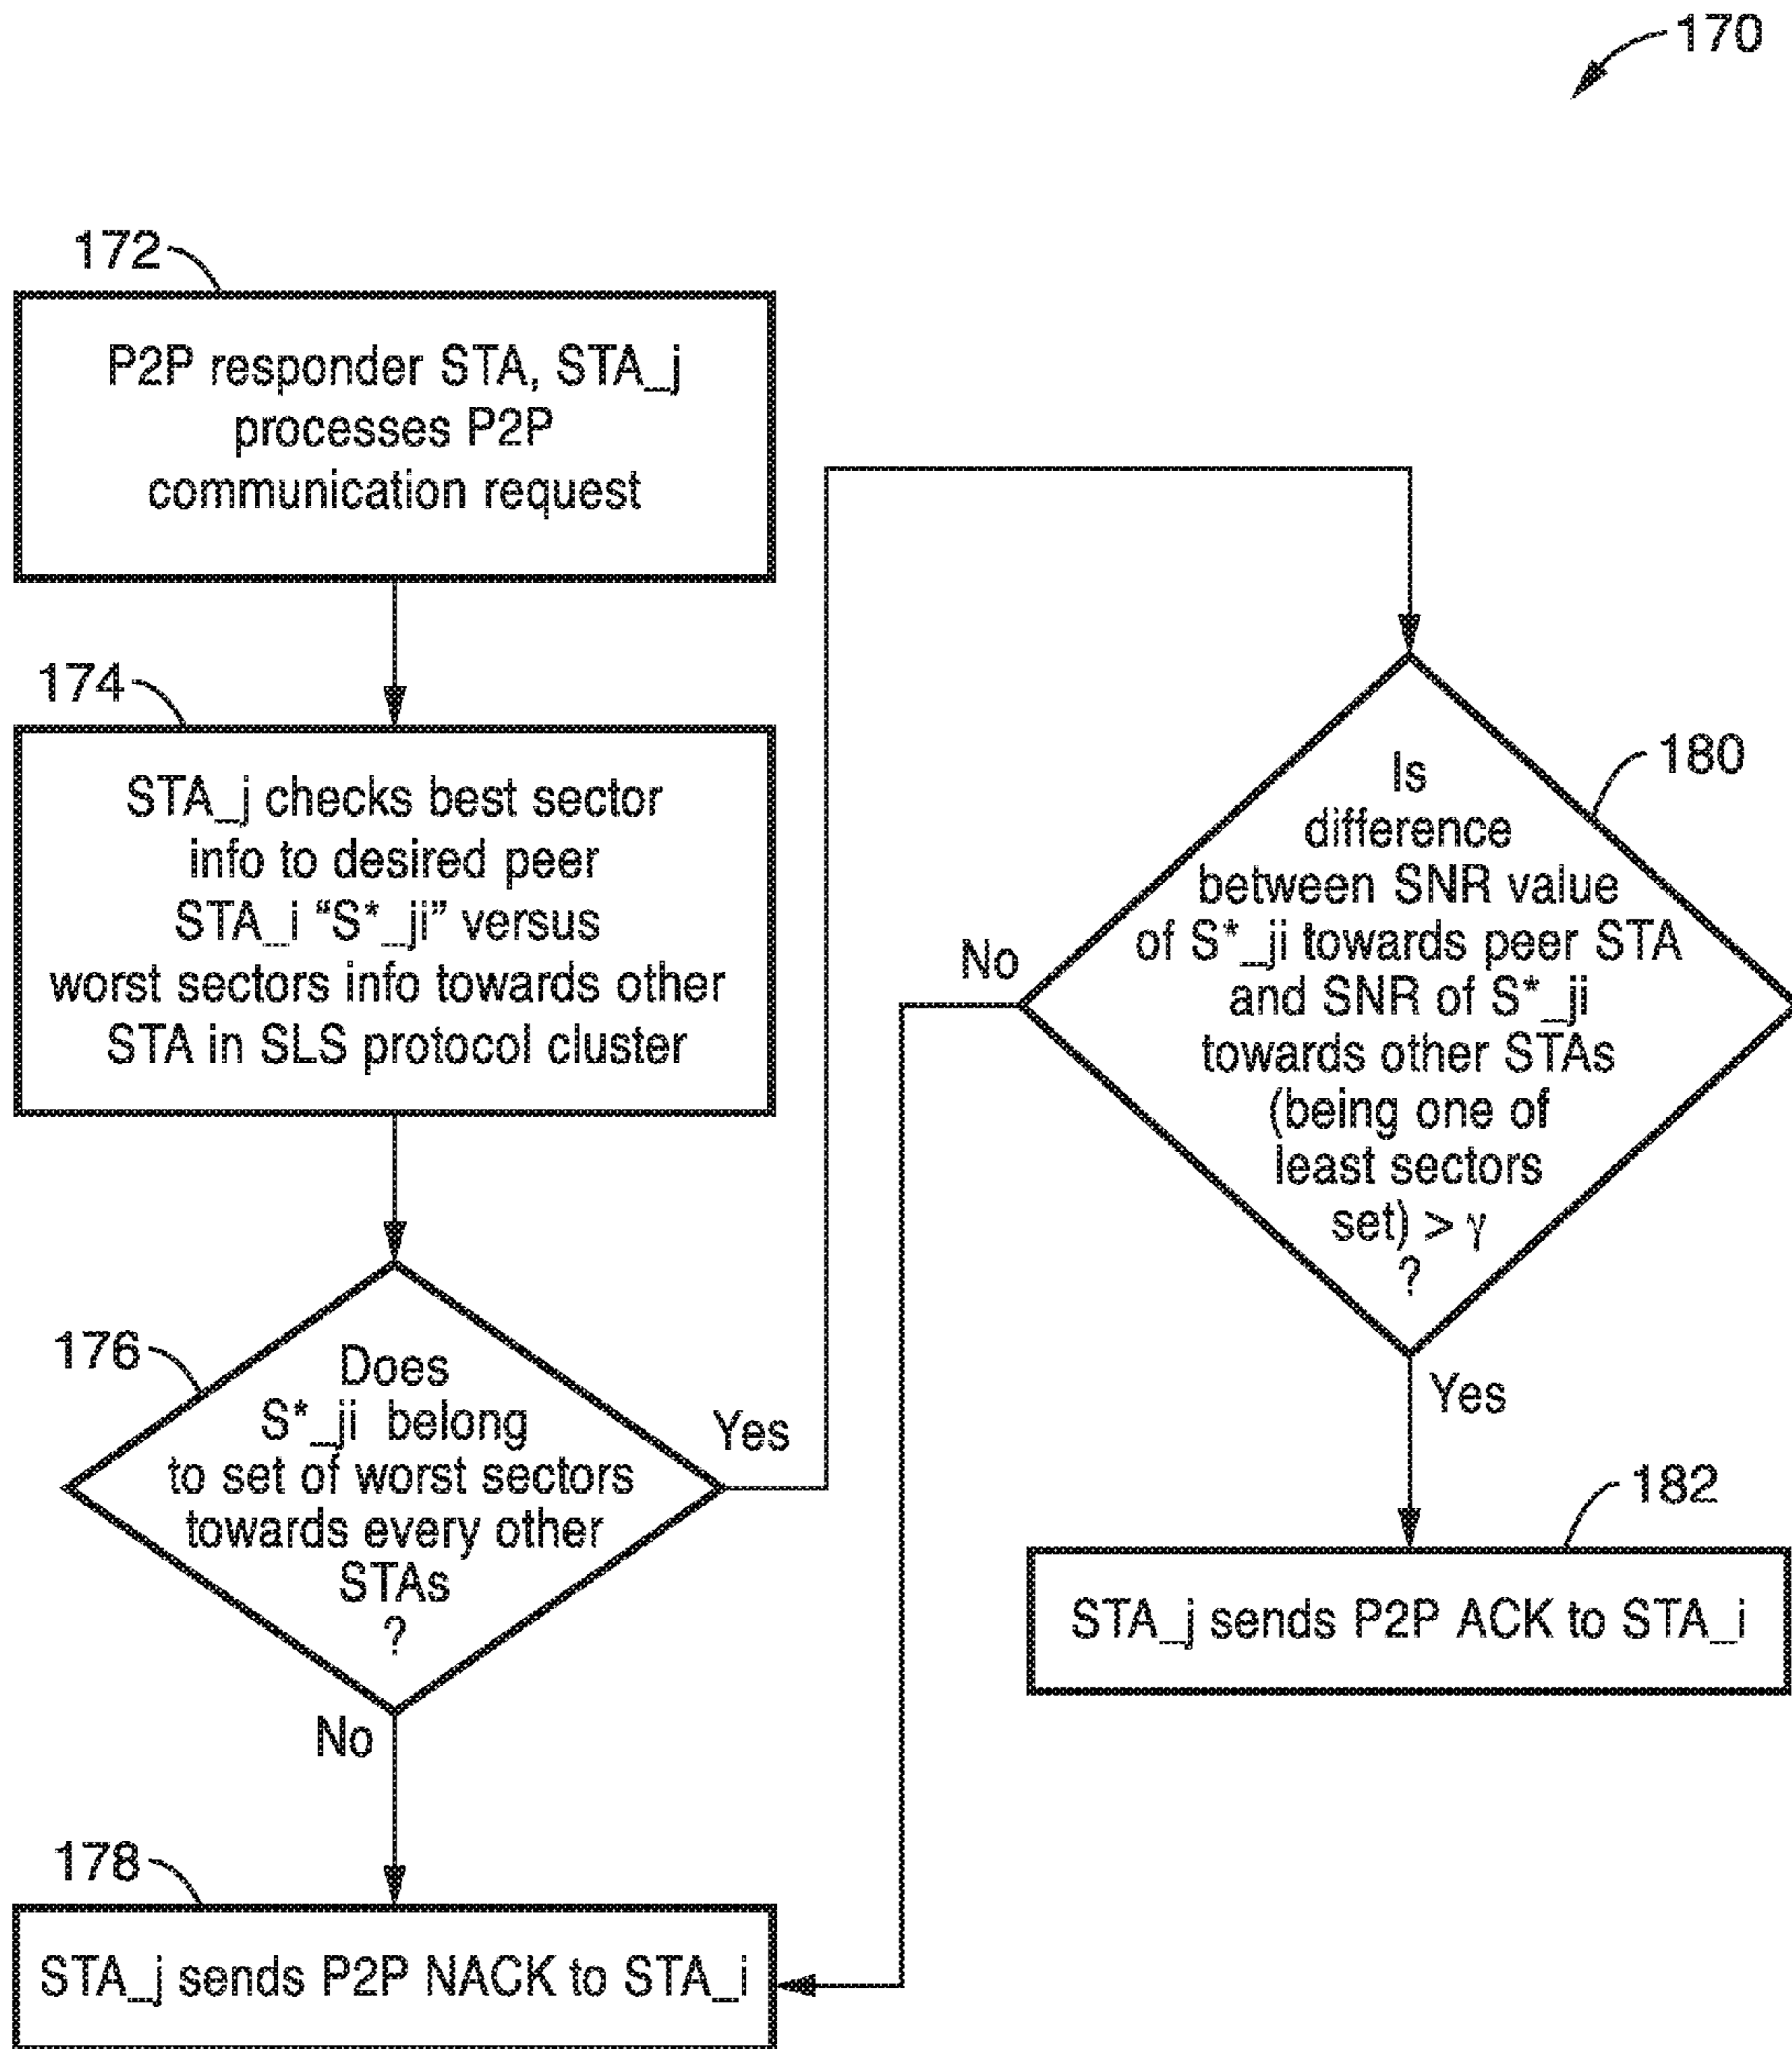 170
172
P2P responder STA, STA_j
processes P2P
communication request
174
STA_j checks best sector
info to desired peer
STA_i “S*_ji” versus
worst sectors info towards other
STA in SLS protocol cluster
176
Does
S*_ji belong
to set of worst sectors
towards every other
STAs
?
Yes
No
178
STA_j sends P2P NACK to STA_i
180
Is
difference
between SNR value
of S*_ji towards peer STA
and SNR of S*_ji
towards other STAs
(being one of
least sectors
set) > γ
?
No
Yes
182
STA_j sends P2P ACK to STA_i